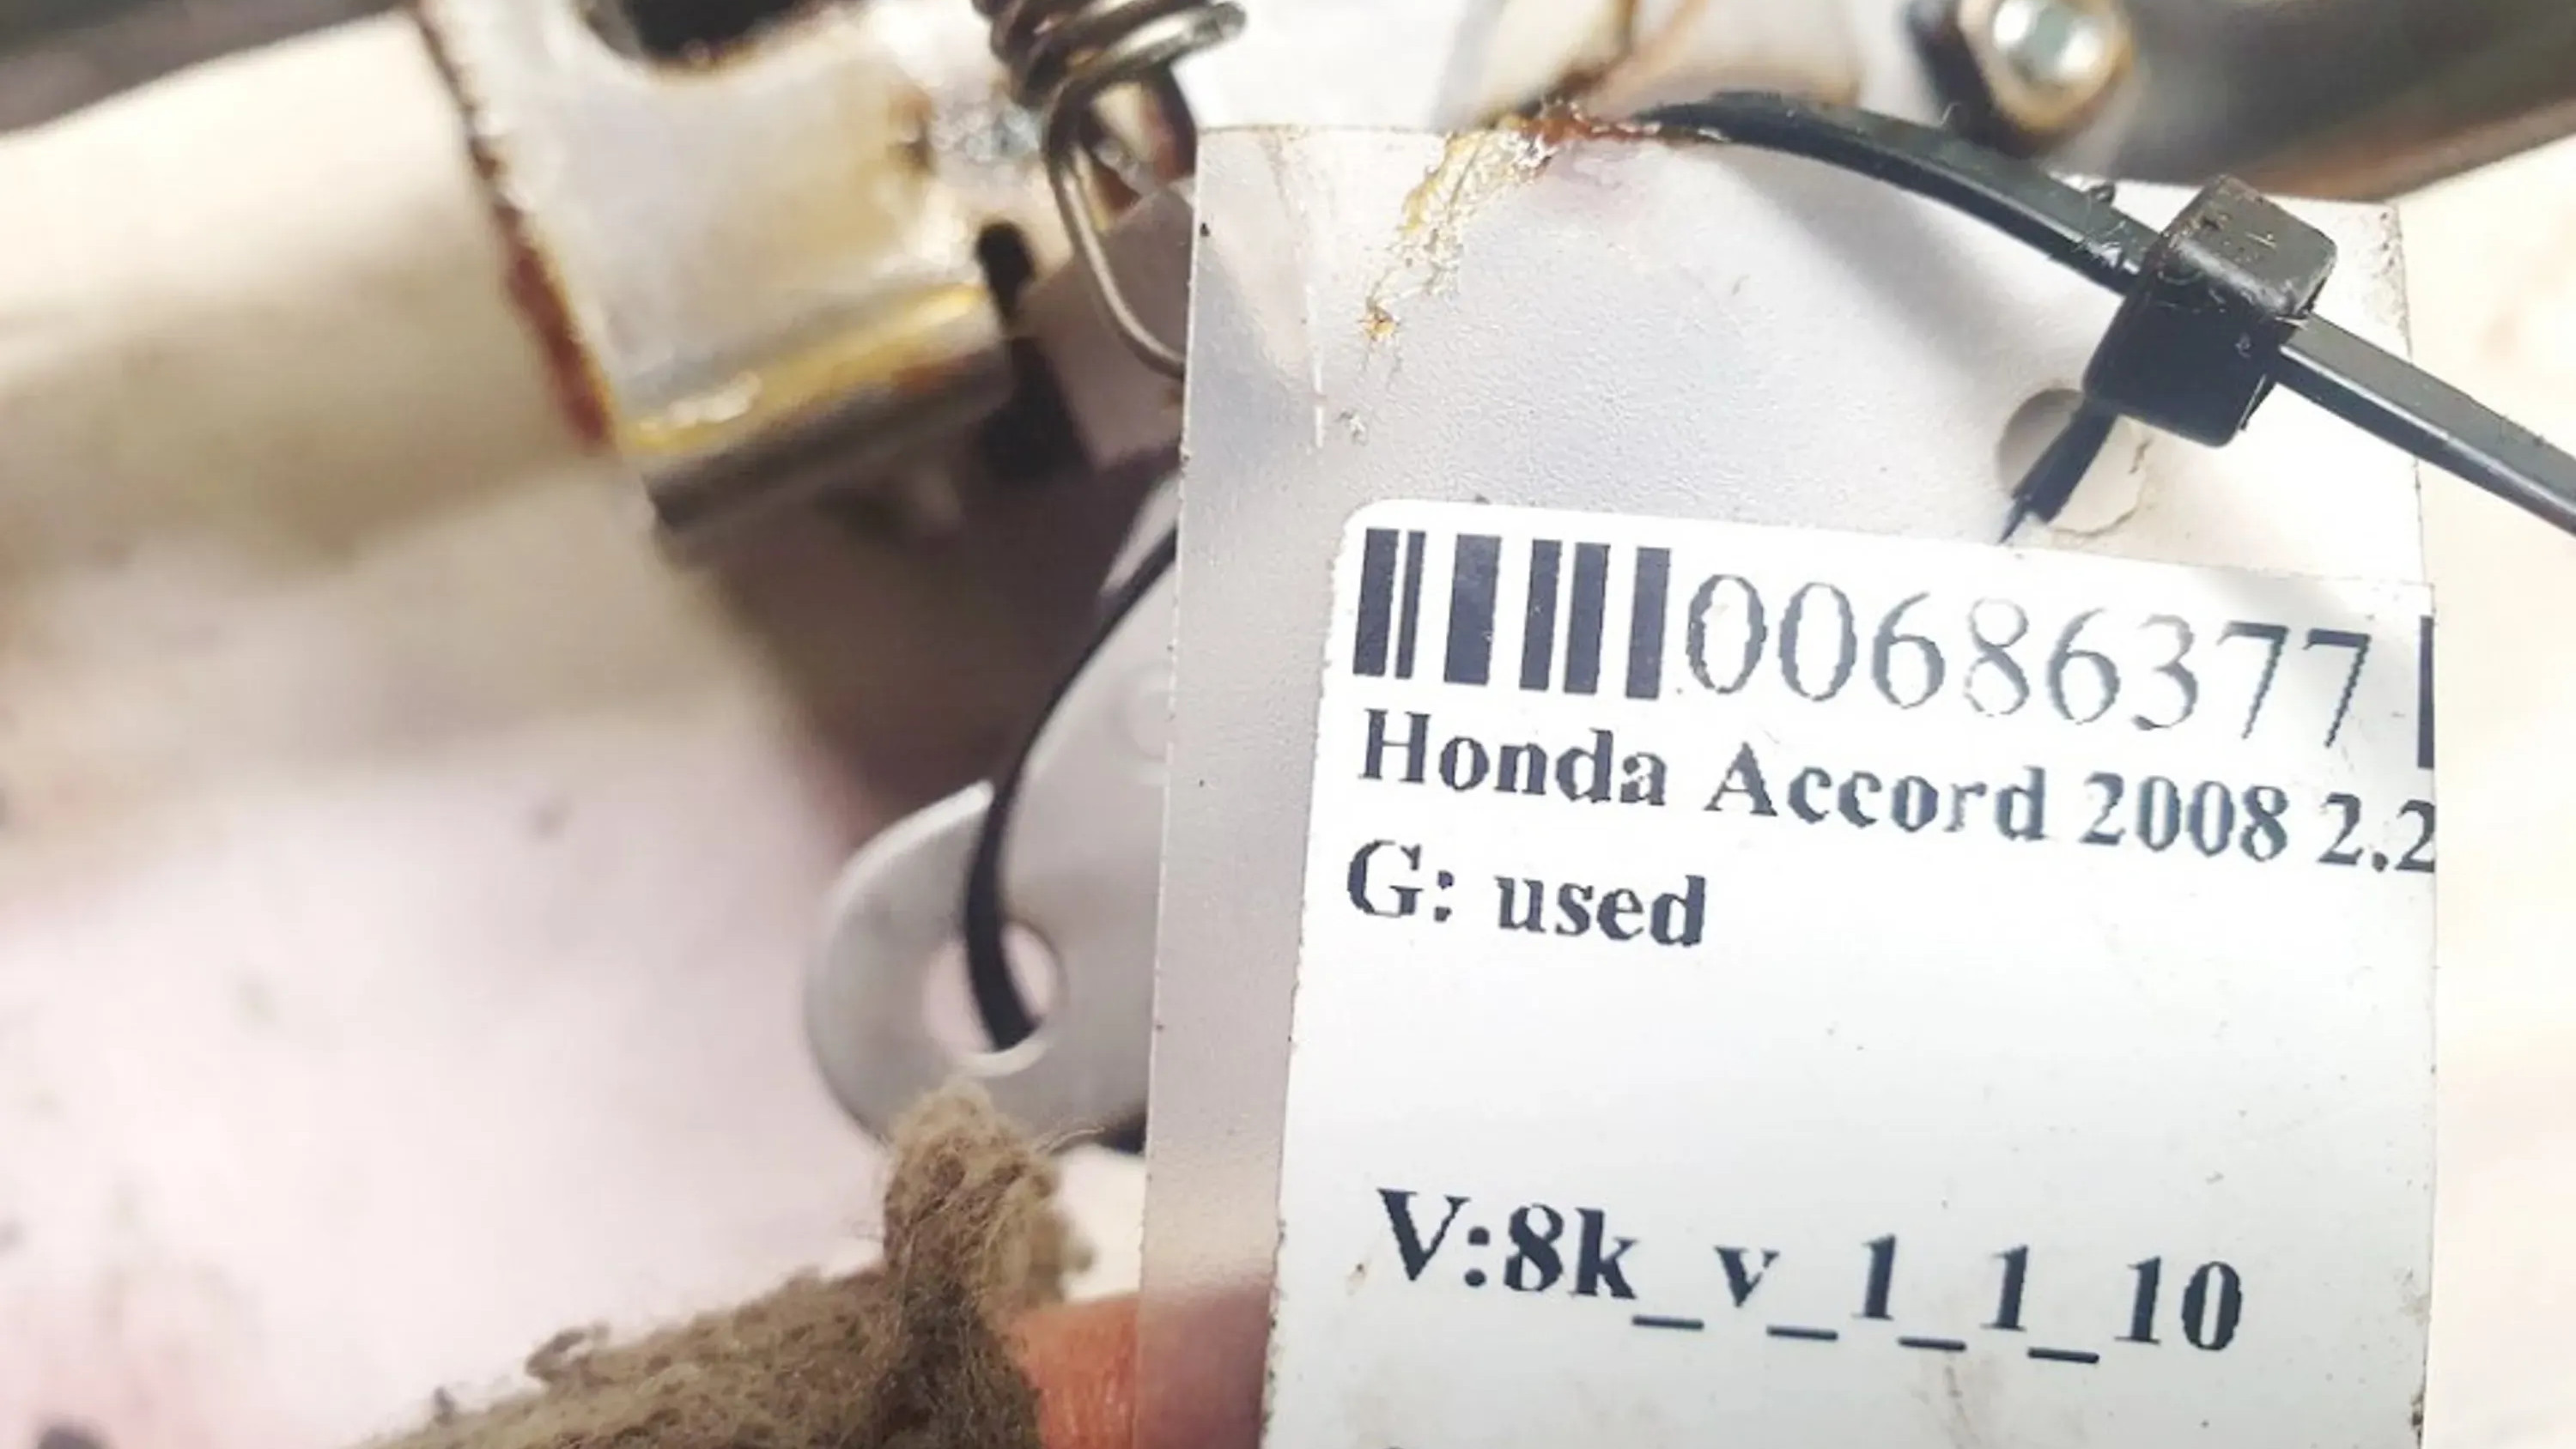 00686377
Honda Accord 2008 2.2
G: used
V:8k_v_1_1_10